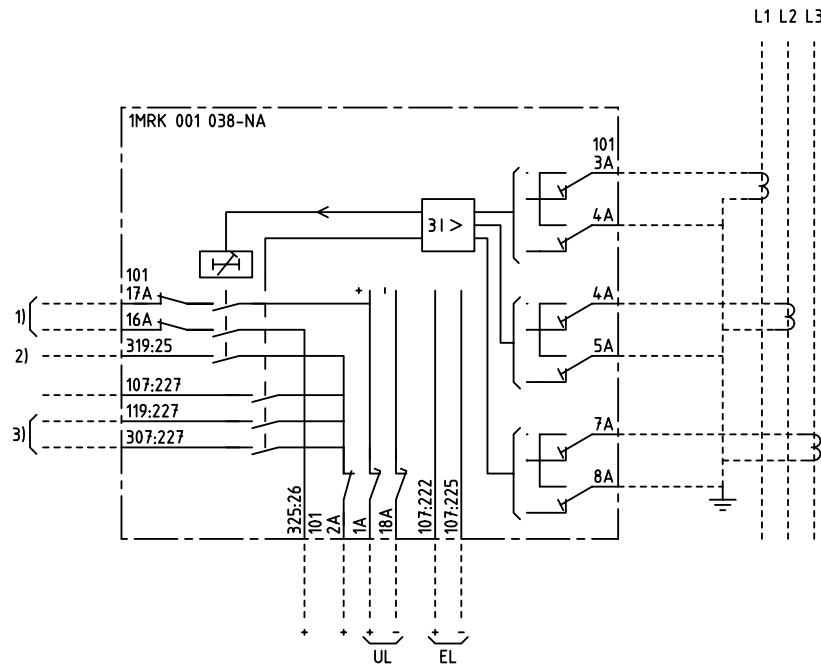 L1 L2 L3
1MRK 001 038-NA
101
3A
4A
3I >
101
17A
+ -
4A
1)
16A
2)
319:25
5A
107:227
119:227
3)
307:227
7A
8A
325:26
101
2A
1A
18A
107:222
107:225
+ + + - + -
UL EL